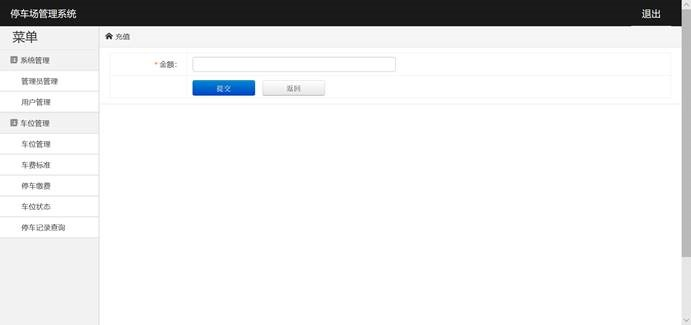 停车场管理系统
退出
菜单
充值
系统管理
管理员管理
用户管理
车位管理
车位管理
车费标准
停车缴费
车位状态
停车记录查询
*金额：
提交
返回